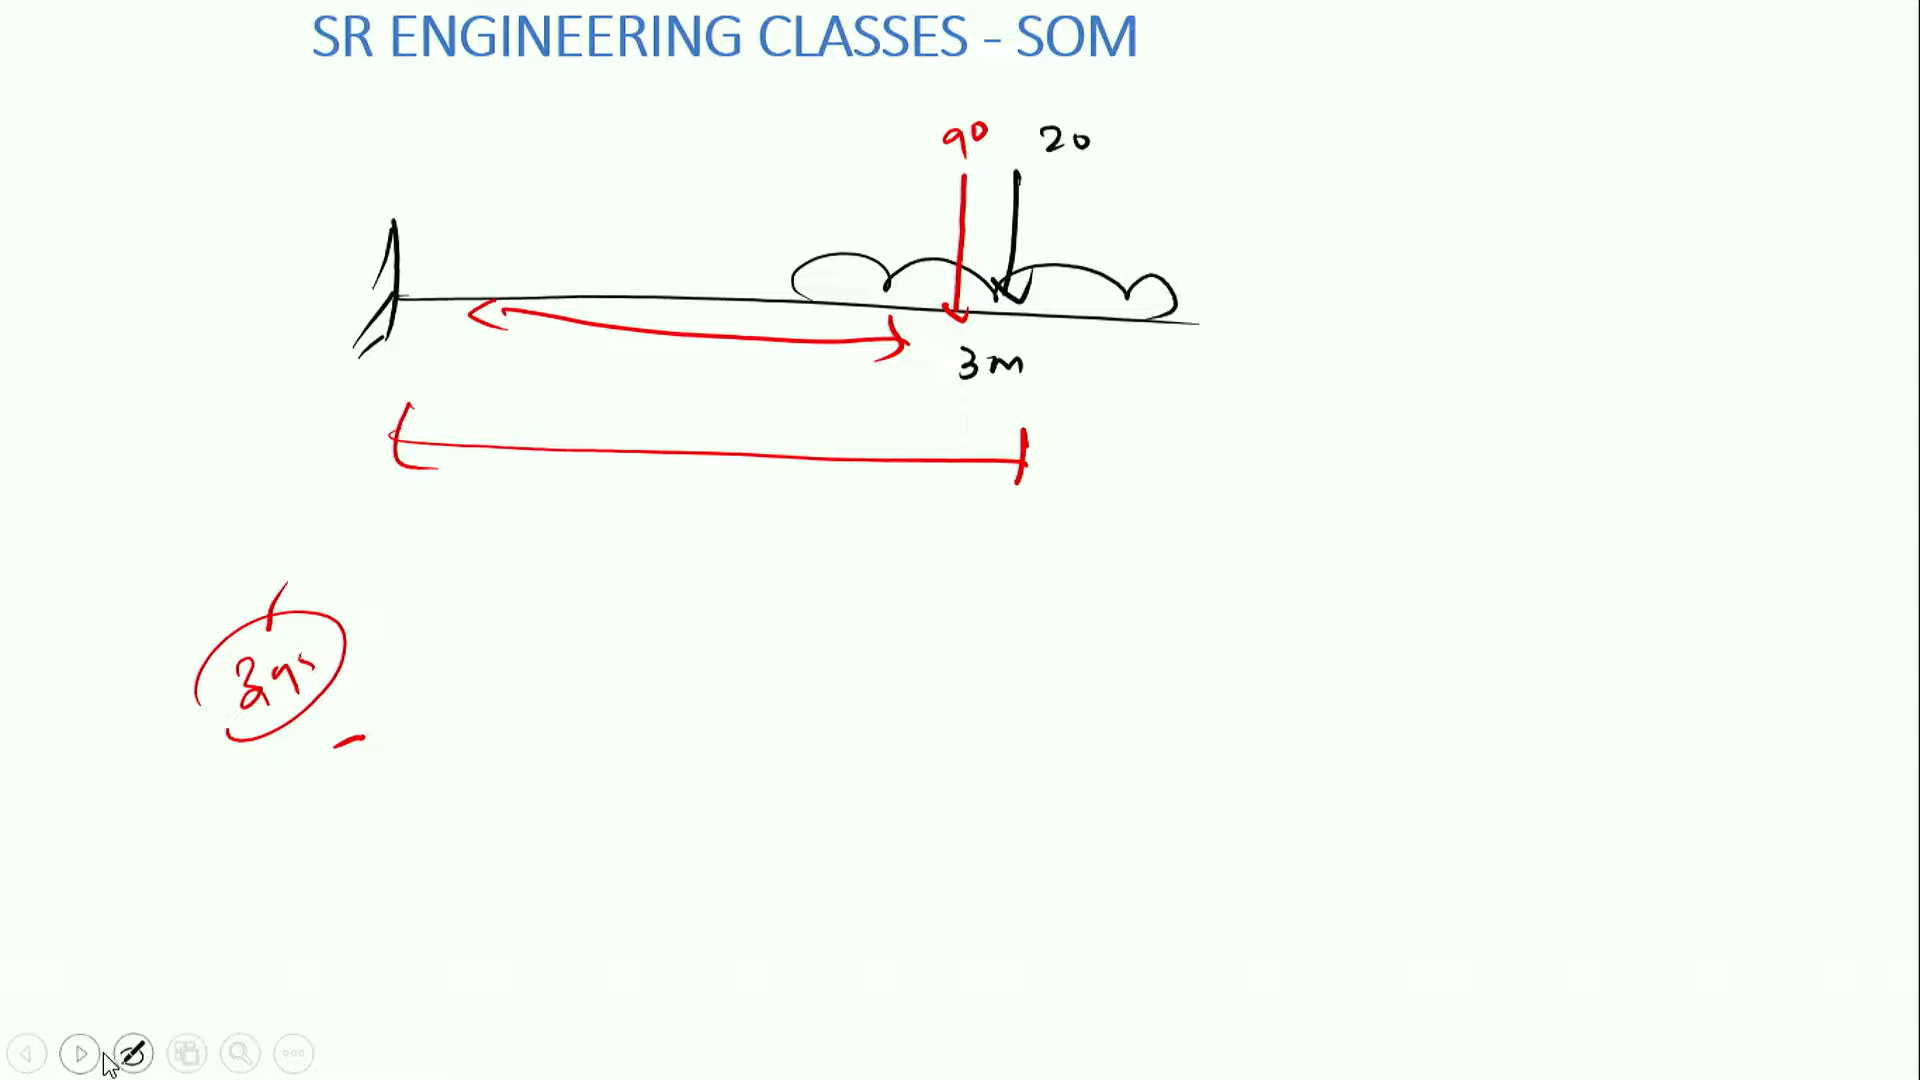 SR ENGINEERING CLASSES - SOM
90 20
3m